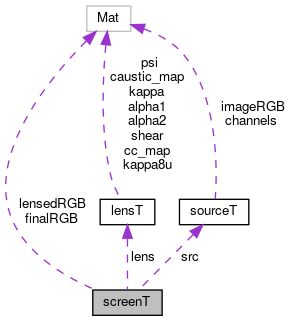 Mat
psi
caustic_map
kappa
alpha1
alpha2
shear
cc_map
kappa8u
imageRGB
channels
lensedRGB
finalRGB
lensT
sourceT
lens
src
screenT